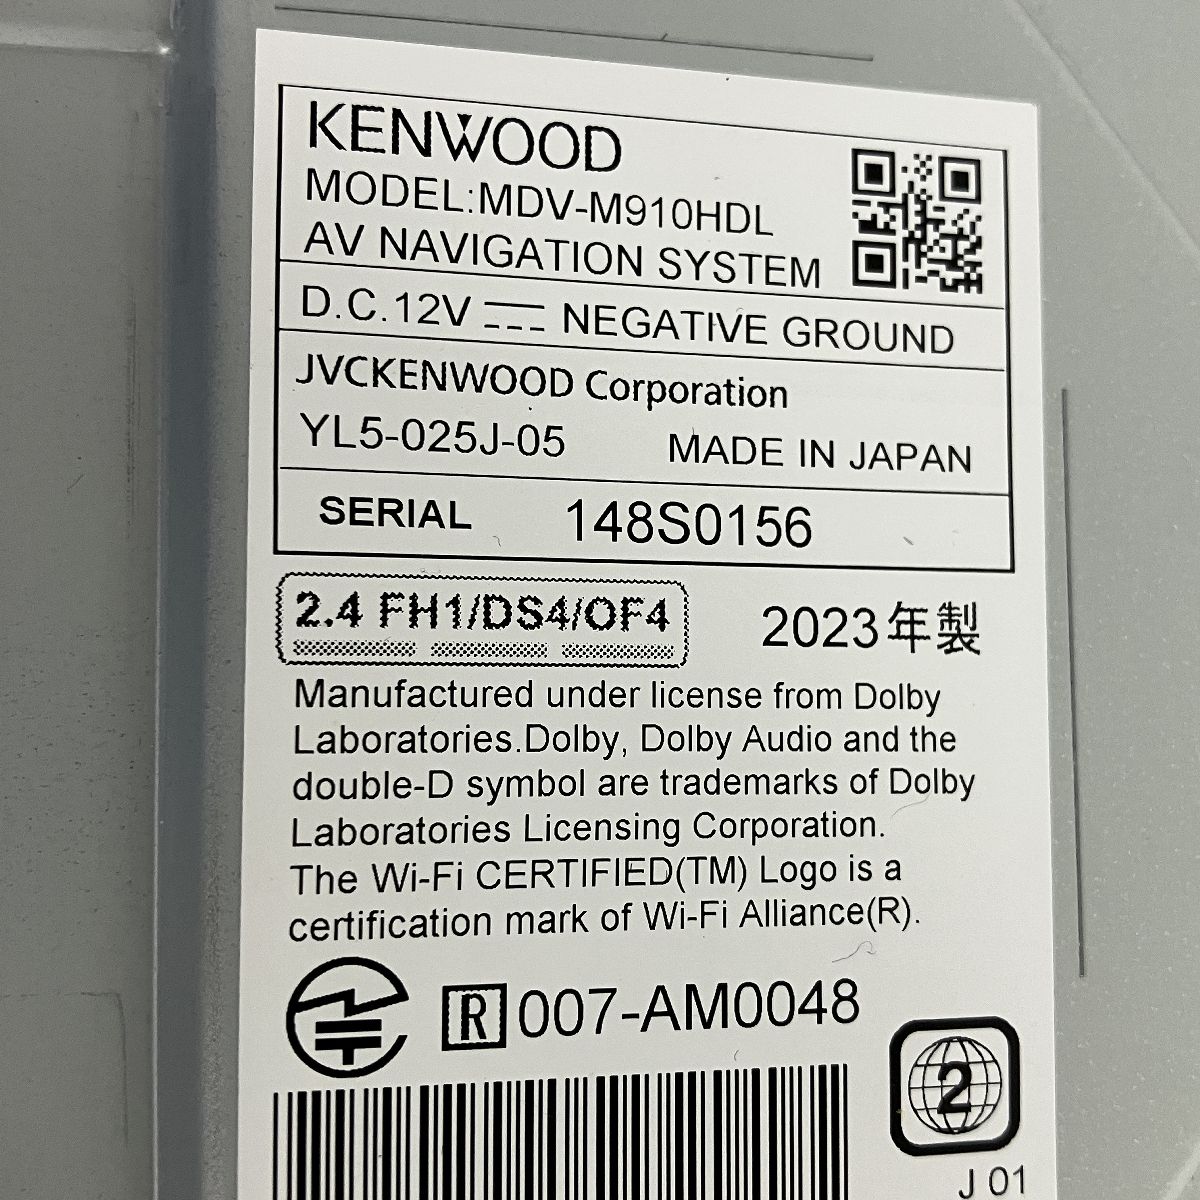 KENWOOD
MODEL:MDV-M910HDL
AV NAVIGATION SYSTEM
D.C.12V NEGATIVE GROUND
JVCKENWOOD Corporation
YL5-025J-05 MADE IN JAPAN
SERIAL 148S0156
2.4 FH1/DS4/OF4 2023年製
Manufactured under license from Dolby
Laboratories.Dolby, Dolby Audio and the
double-D symbol are trademarks of Dolby
Laboratories Licensing Corporation.
The Wi-Fi CERTIFIED(TM) Logo is a
certification mark of Wi-Fi Alliance(R).
R 007-AM0048
2
J 01